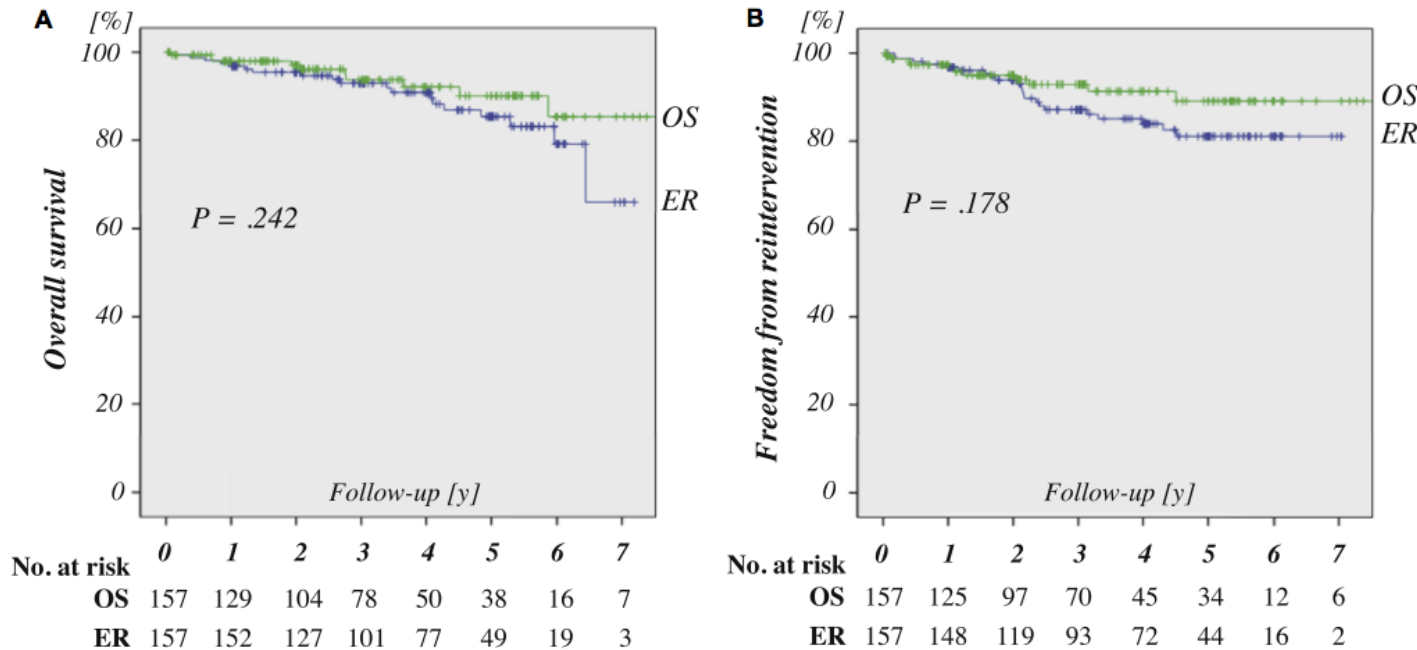 A [%]
100
80
60
40
20
0
Overall survival
OS
ER
P = .242
Follow-up [y]
0 1 2 3 4 5 6 7
No. at risk
OS 157 129 104 78 50 38 16 7
ER 157 152 127 101 77 49 19 3
B [%]
100
80
60
40
20
0
Freedom from reintervention
OS
ER
P = .178
Follow-up [y]
0 1 2 3 4 5 6 7
No. at risk
OS 157 125 97 70 45 34 12 6
ER 157 148 119 93 72 44 16 2